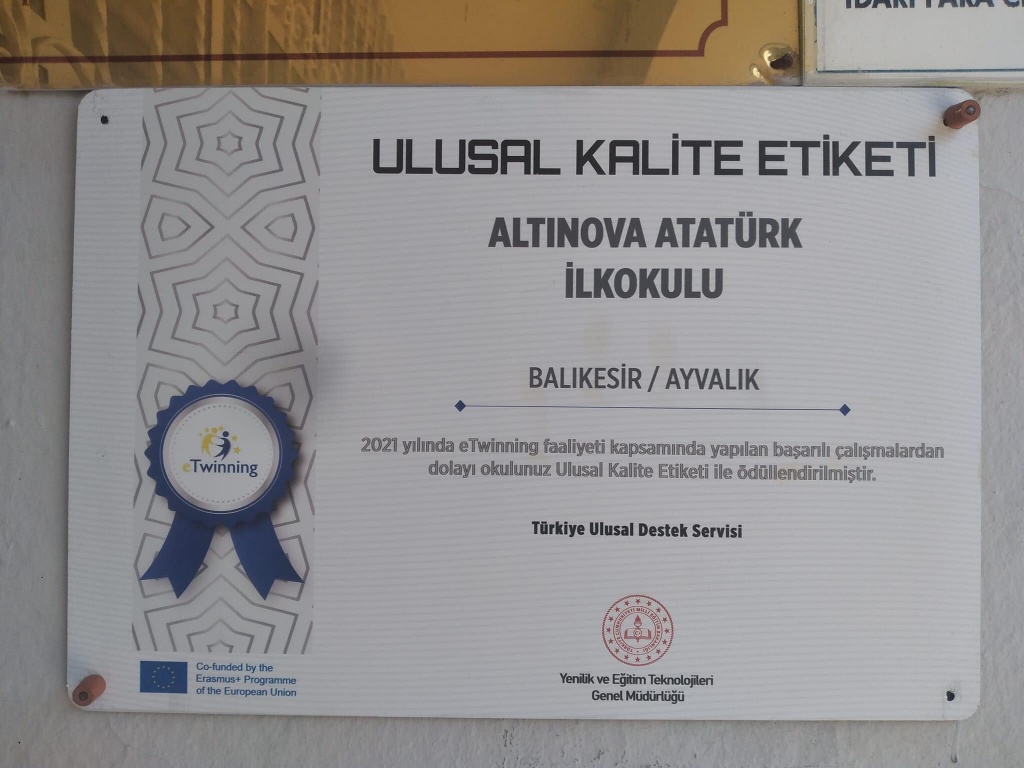 İDARİ PARA
ULUSAL KALİTE ETİKETİ
ALTINOVA ATATÜRK
İLKOKULU
BALIKESİR / AYVALIK
2021 yılında eTwinning faaliyeti kapsamında yapılan başarılı çalışmalardan
dolayı okulunuz Ulusal Kalite Etiketi ile ödüllendirilmiştir.
Türkiye Ulusal Destek Servisi
eTwinning
Co-funded by the
Erasmus+ Programme
of the European Union
Yenilik ve Eğitim Teknolojileri
Genel Müdürlüğü